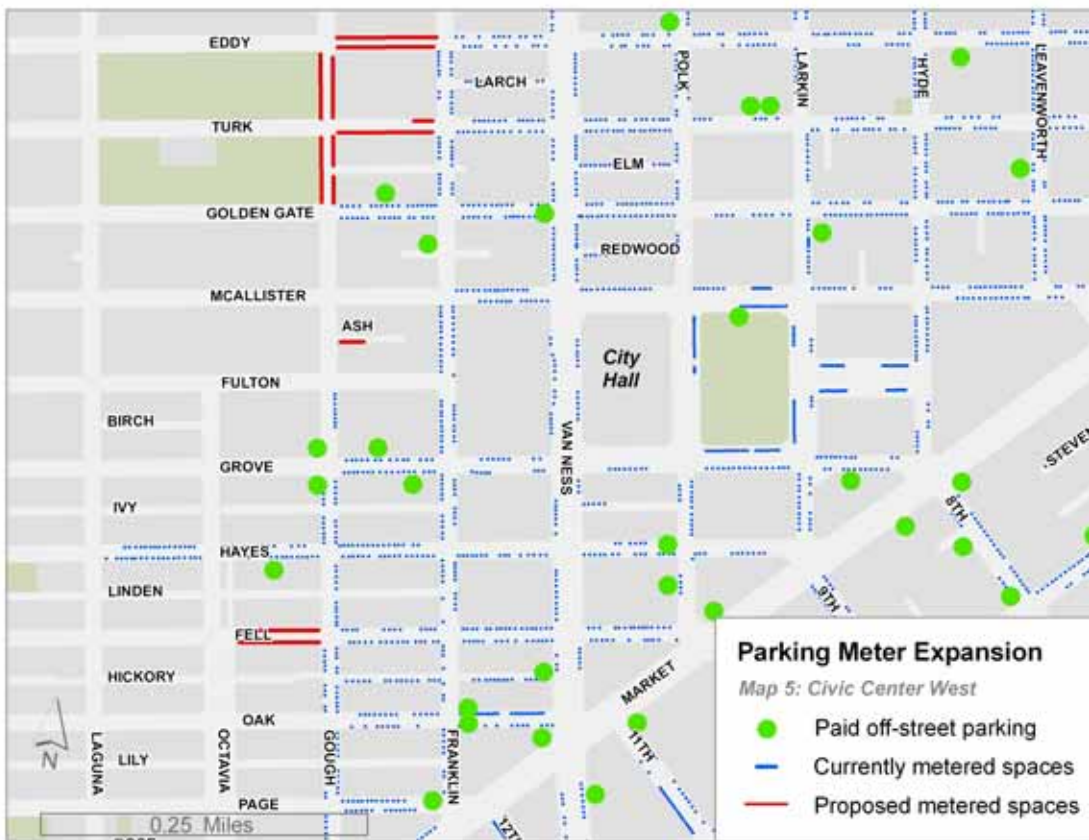 EDDY
POLK
LARKIN
HYDE
LEAVENWORTH
LARCH
TURK
ELM
GOLDEN GATE
REDWOOD
MCALLISTER
ASH
City
Hall
FULTON
BIRCH
VAN NESS
GROVE
STEVEN
IVY
8TH
HAYES
LINDEN
9TH
FELL
HICKORY
MARKET
OAK
11TH
N
LAGUNA
LILY
OCTAVIA
GOUGH
FRANKLIN
PAGE
12TH
0.25 Miles
Parking Meter Expansion
Map 5: Civic Center West
Paid off-street parking
Currently metered spaces
Proposed metered spaces